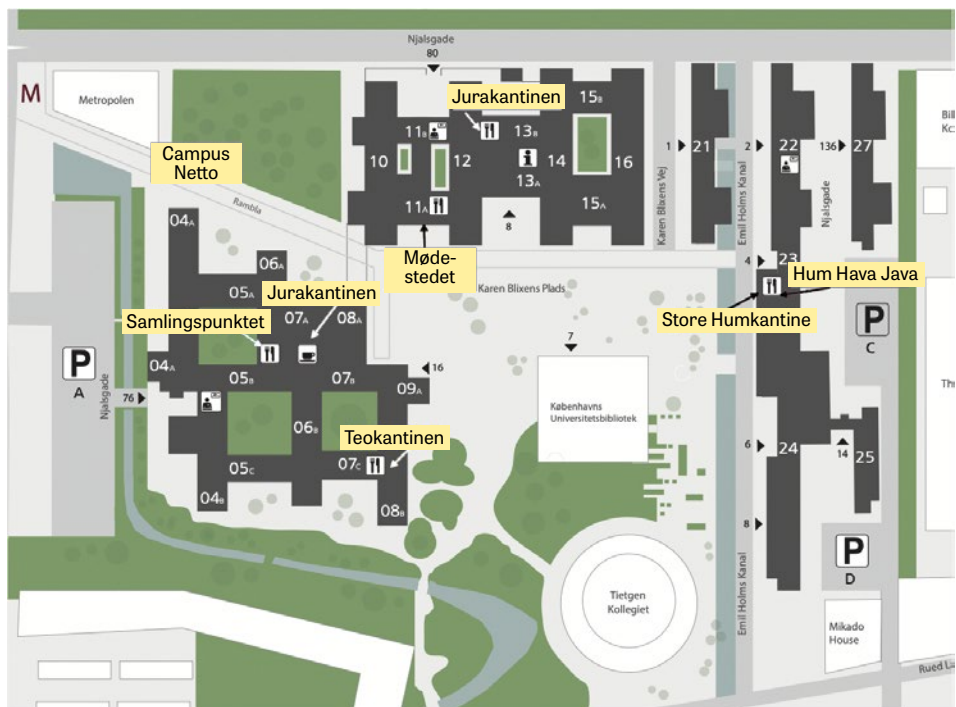 Njalsgade
80
M
Metropolen
Jurakantinen
15B
11B
13B
10
12
14
16
13A
11A
15A
8
1
21
2
22
136
27
Karen Blixens Vej
Emil Holms Kanal
Njalsgade
Campus
Netto
Rambla
04A
06A
05A
Jurakantinen
07A
08A
Samlingspunktet
Møde-
stedet
Karen Blixens Plads
4
23
Hum Hava Java
Store Humkantine
P
C
P
A
Njalsgade
76
04A
05B
07B
09A
16
7
Københavns
Universitetsbibliotek
06B
Teokantinen
05C
07C
04B
08B
6
24
14
25
8
P
D
Emil Holms Kanal
Tietgen
Kollegiet
Mikado
House